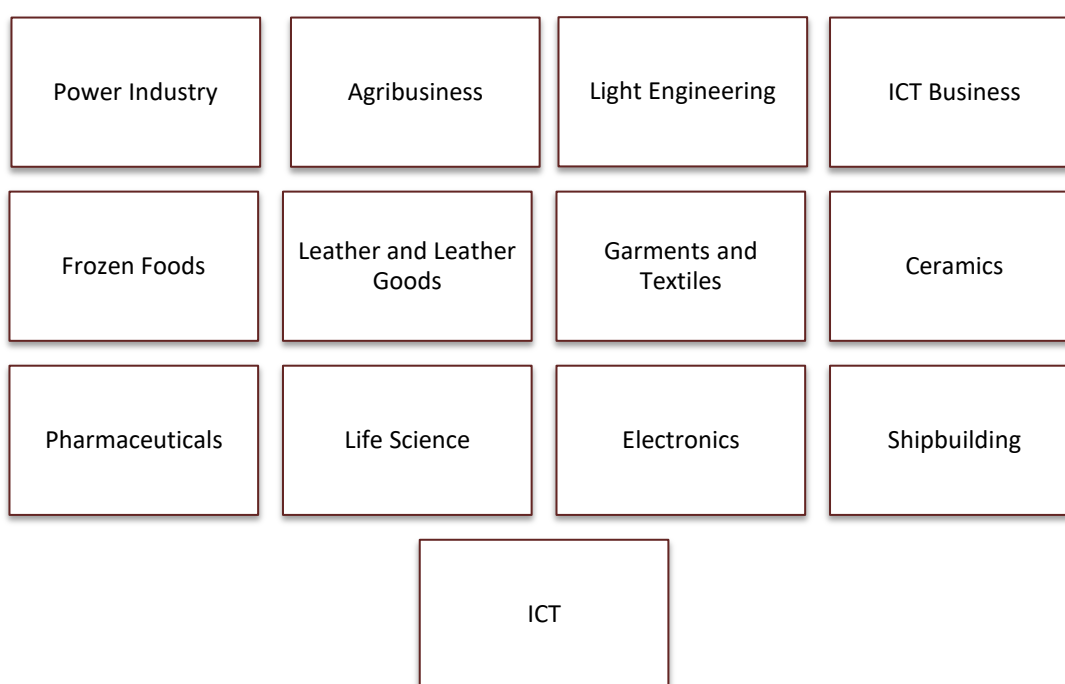 Power Industry
Agribusiness
Light Engineering
ICT Business
Frozen Foods
Leather and Leather
Goods
Garments and
Textiles
Ceramics
Pharmaceuticals
Life Science
Electronics
Shipbuilding
ICT